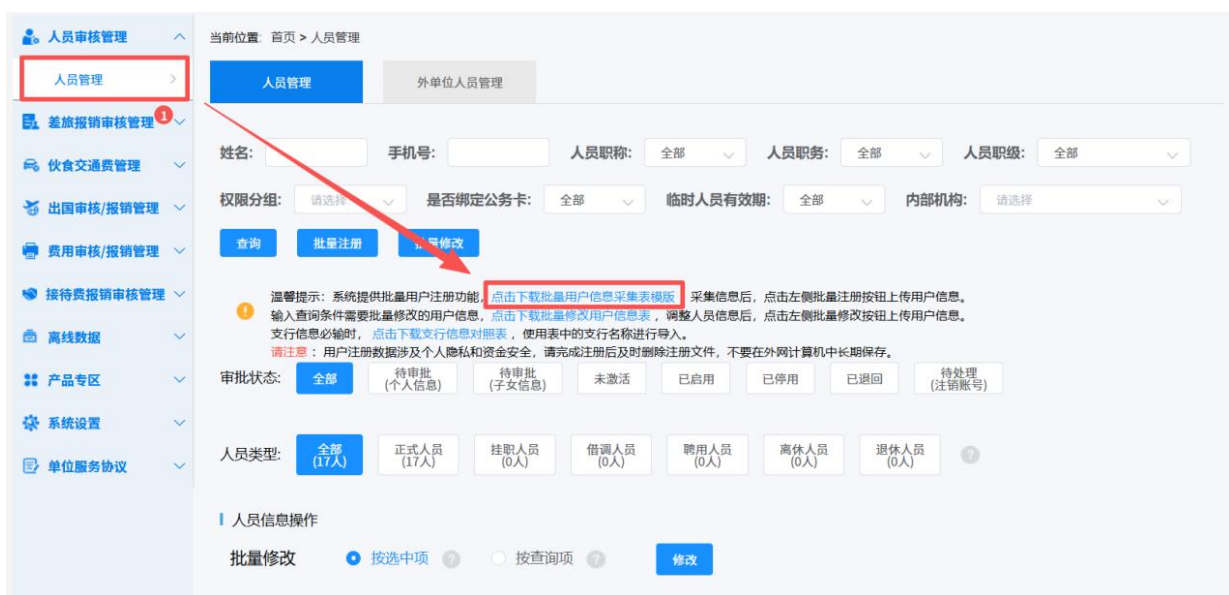 人员审核管理
人员管理
差旅报销审核管理
1
伙食交通费管理
出国审核/报销管理
费用审核/报销管理
接待费报销审核管理
离线数据
产品专区
系统设置
单位服务协议
当前位置: 首页 > 人员管理
人员管理 外单位人员管理
姓名: 手机号: 人员职称: 全部 人员职务: 全部 人员职级: 全部
权限分组: 请选择 是否绑定公务卡: 全部 临时人员有效期: 全部 内部机构: 请选择
查询 批量注册 批量修改
温馨提示：系统提供批量用户注册功能，点击下载批量用户信息采集表模版，采集信息后，点击左侧批量注册按钮上传用户信息。
输入查询条件需要批量修改的用户信息，点击下载批量修改用户信息表，调整人员信息后，点击左侧批量修改按钮上传用户信息。
支行信息必输时，点击下载支行信息对照表，使用表中的支行名称进行导入。
请注意：用户注册数据涉及个人隐私和资金安全，请完成注册后及时删除注册文件，不要在外网计算机中长期保存。
审批状态: 全部 待审批(个人信息) 待审批(子女信息) 未激活 已启用 已停用 已退回 待处理(注销账号)
人员类型: 全部(17人) 正式人员(17人) 挂职人员(0人) 借调人员(0人) 聘用人员(0人) 离休人员(0人) 退休人员(0人) ?
人员信息操作
批量修改 按选中项 ? 按查询项 ? 修改